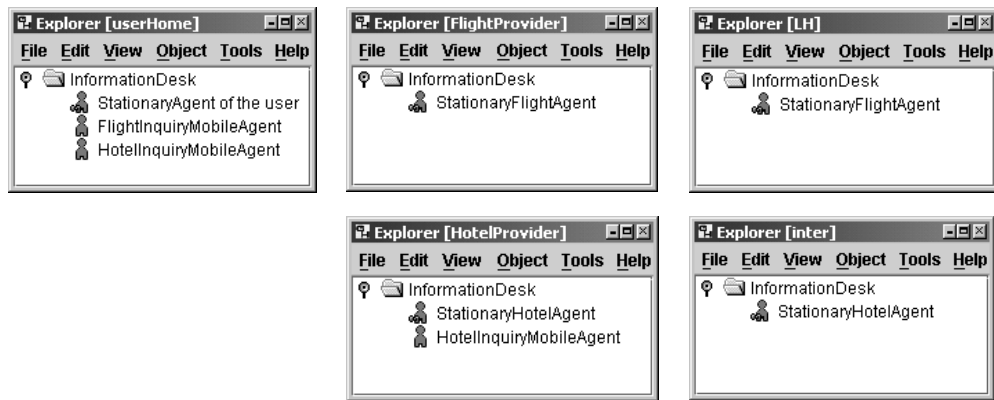 Explorer [userHome]
File Edit View Object Tools Help
InformationDesk
StationaryAgent of the user
FlightInquiryMobileAgent
HotelInquiryMobileAgent
Explorer [FlightProvider]
File Edit View Object Tools Help
InformationDesk
StationaryFlightAgent
Explorer [LH]
File Edit View Object Tools Help
InformationDesk
StationaryFlightAgent
Explorer [HotelProvider]
File Edit View Object Tools Help
InformationDesk
StationaryHotelAgent
HotelInquiryMobileAgent
Explorer [inter]
File Edit View Object Tools Help
InformationDesk
StationaryHotelAgent